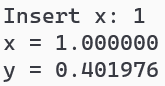 Insert x: 1
x = 1.000000
y = 0.401976